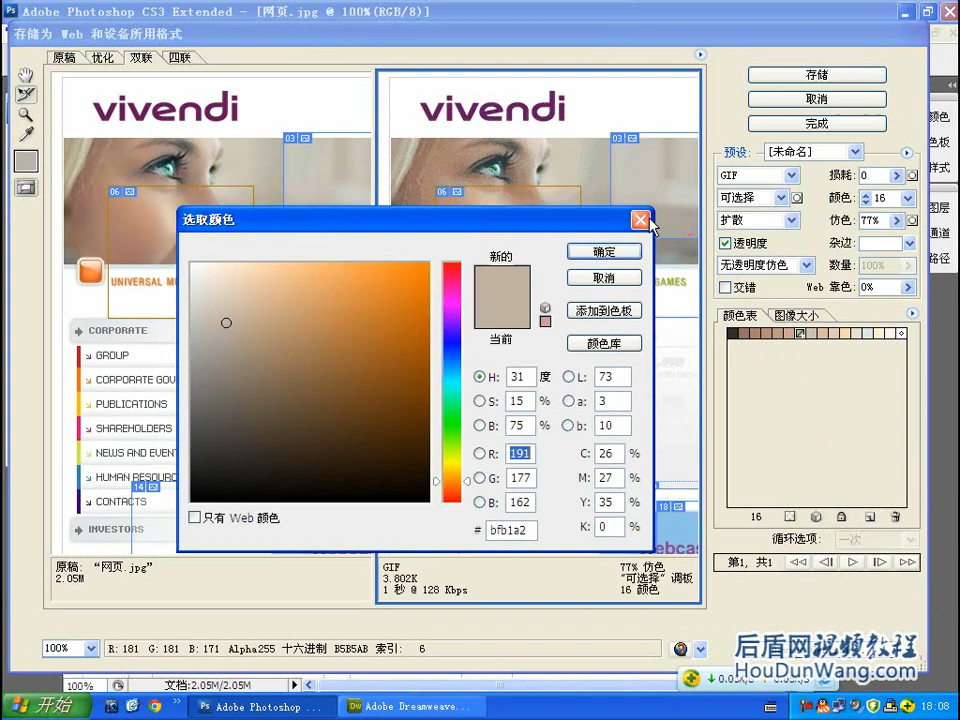 Adobe Photoshop CS3 Extended - [网页.jpg @ 100%(RGB/8)]
存储为 Web 和设备所用格式
原稿 优化 双联 四联
vivendi
vivendi
03
03
06
06
UNIVERSAL M
GAMES
CORPORATE
GROUP
CORPORATE GOV
PUBLICATIONS
SHAREHOLDERS
NEWS AND EVEN
HUMAN RESOUR
14
CONTACTS
INVESTORS
18
ebcas
原稿: “网页.jpg”
2.05M
GIF
3.802K
1 秒 @ 128 Kbps
77% 仿色
“可选择” 调板
16 颜色
选取颜色
新的
当前
确定
取消
添加到色板
颜色库
H: 31 度
S: 15 %
B: 75 %
R: 191
G: 177
B: 162
# bfb1a2
L: 73
a: 3
b: 10
C: 26 %
M: 27 %
Y: 35 %
K: 0 %
只有 Web 颜色
存储
取消
完成
预设: [未命名]
GIF 损耗: 0
可选择 颜色: 16
扩散 仿色: 77%
透明度 杂边:
无透明度仿色 数量: 100%
交错 Web 靠色: 0%
颜色表 图像大小
16
循环选项: 一次
第1, 共1
颜色
色板
样式
图层
通道
路径
100% R: 181 G: 181 B: 171 Alpha255 十六进制 B5B5AB 索引: 6
100% 文档:2.05M/2.05M
后盾网视频教程
HouDunWang.com
开始
Adobe Photoshop ...
Adobe Dreamweave...
18:08